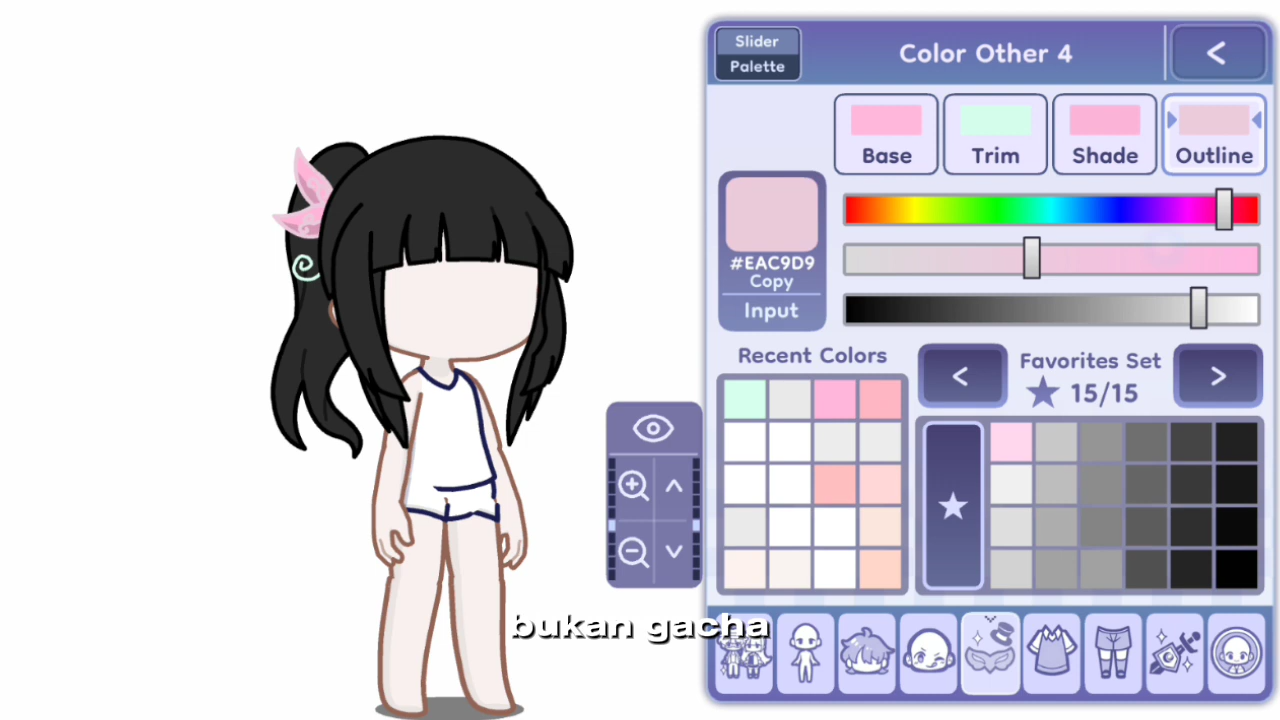 Slider
Palette
Color Other 4
<
Base
Trim
Shade
Outline
#EAC9D9
Copy
Input
Recent Colors
<
Favorites Set
★ 15/15
>
★
bukan gacha